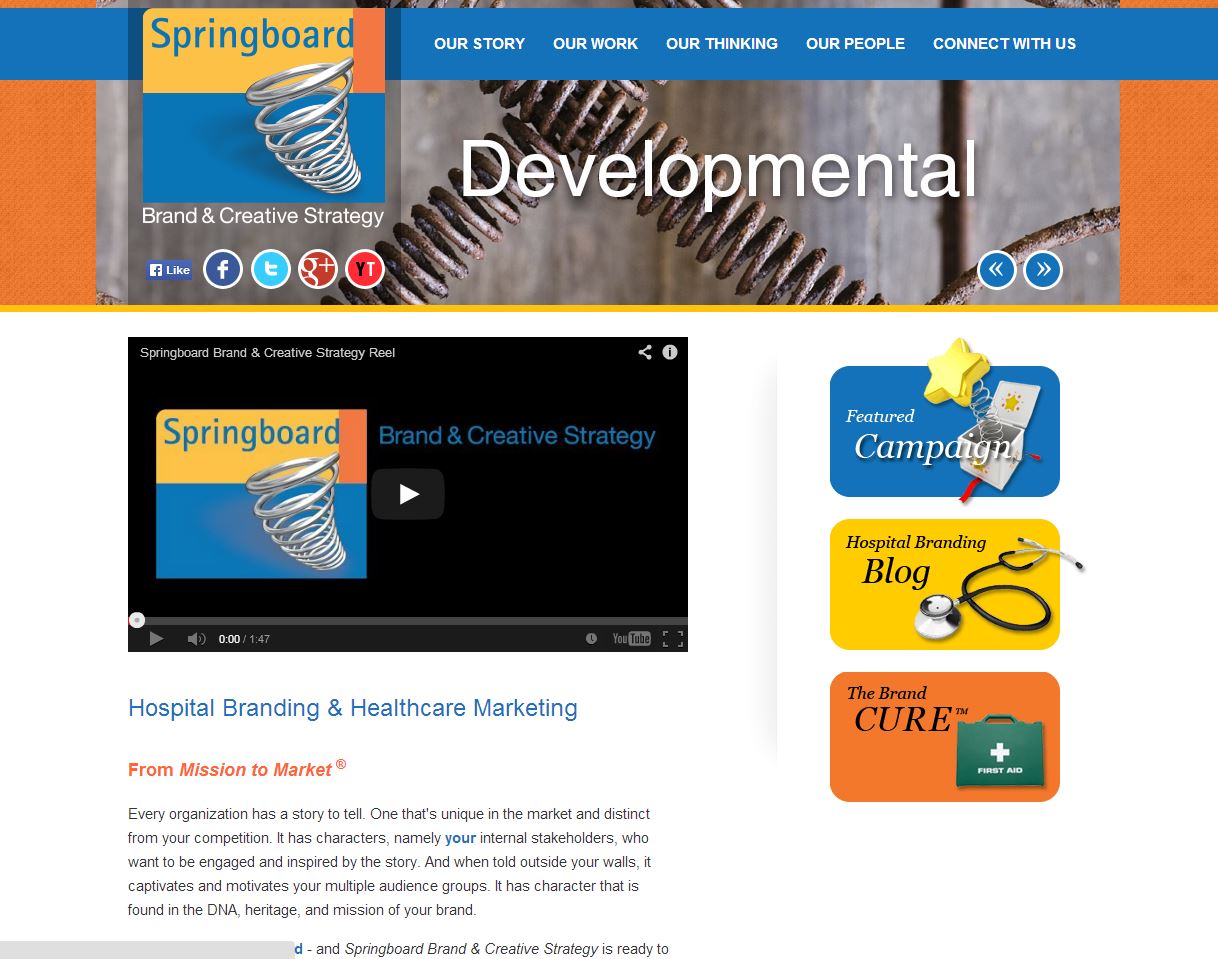 Springboard
Brand & Creative Strategy
OUR STORY OUR WORK OUR THINKING OUR PEOPLE CONNECT WITH US
Developmental
Like
f
t
g+
YT
«
»
Springboard Brand & Creative Strategy Reel
i
Springboard
Brand & Creative Strategy
0:00 / 1:47
YouTube
Featured
Campaign
Hospital Branding
Blog
The Brand
CURE™
FIRST AID
Hospital Branding & Healthcare Marketing
From Mission to Market ®
Every organization has a story to tell. One that's unique in the market and distinct
from your competition. It has characters, namely your internal stakeholders, who
want to be engaged and inspired by the story. And when told outside your walls, it
captivates and motivates your multiple audience groups. It has character that is
found in the DNA, heritage, and mission of your brand.
d - and Springboard Brand & Creative Strategy is ready to